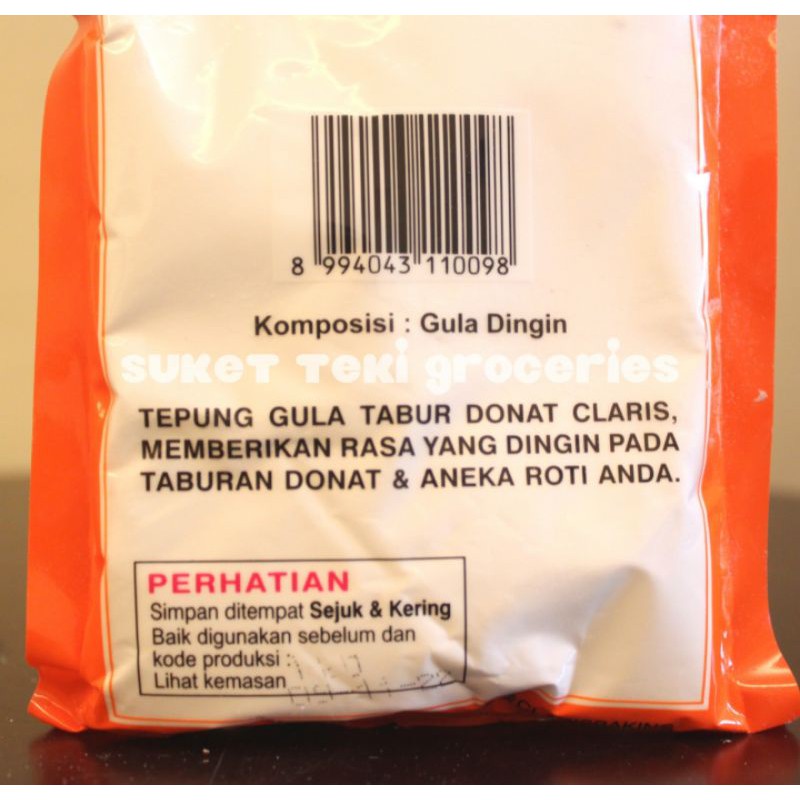 8 994043 110098
Komposisi : Gula Dingin
SUKET TEKI GROCERIES
TEPUNG GULA TABUR DONAT CLARIS,
MEMBERIKAN RASA YANG DINGIN PADA
TABURAN DONAT & ANEKA ROTI ANDA.
PERHATIAN
Simpan ditempat Sejuk & Kering
Baik digunakan sebelum dan
kode produksi :
Lihat kemasan